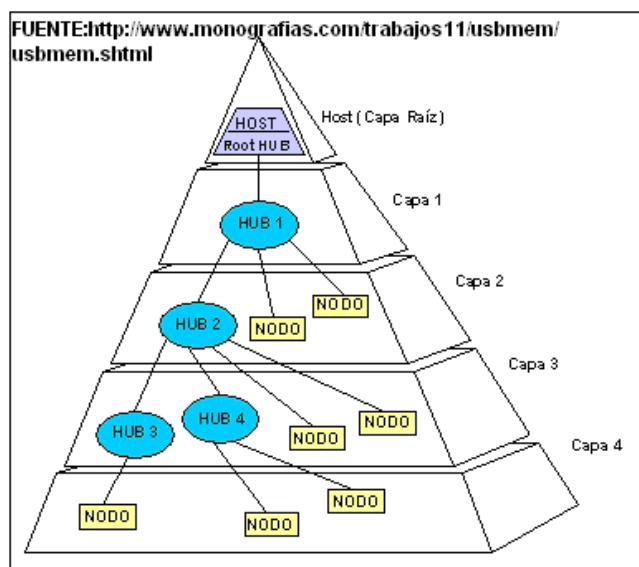 FUENTE:http://www.monografias.com/trabajos11/usbmem/
usbmem.shtml
Host (Capa Raíz)
HOST
Root HUB
Capa 1
HUB 1
Capa 2
NODO
HUB 2
NODO
Capa 3
HUB 4
NODO
HUB 3
NODO
Capa 4
NODO
NODO
NODO